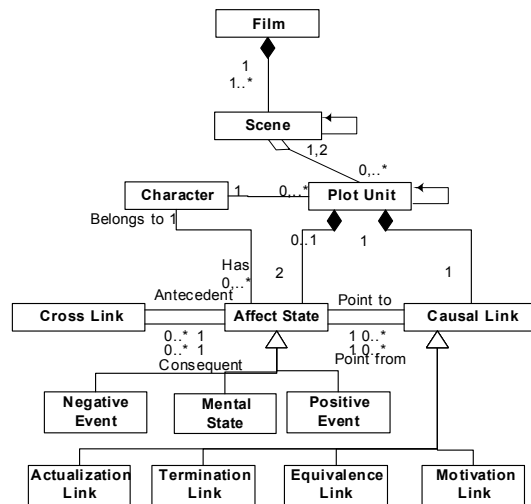 Film
1
1..*
Scene
1,2
0,..*
Character
1
0,..*
Plot Unit
Belongs to 1
0..1
1
Has
0,..*
2
1
Antecedent
Point to
Cross Link
Affect State
Causal Link
0..* 1
1 0..*
0..* 1
1 0..*
Consequent
Point from
Negative
Event
Mental
State
Positive
Event
Actualization
Link
Termination
Link
Equivalence
Link
Motivation
Link